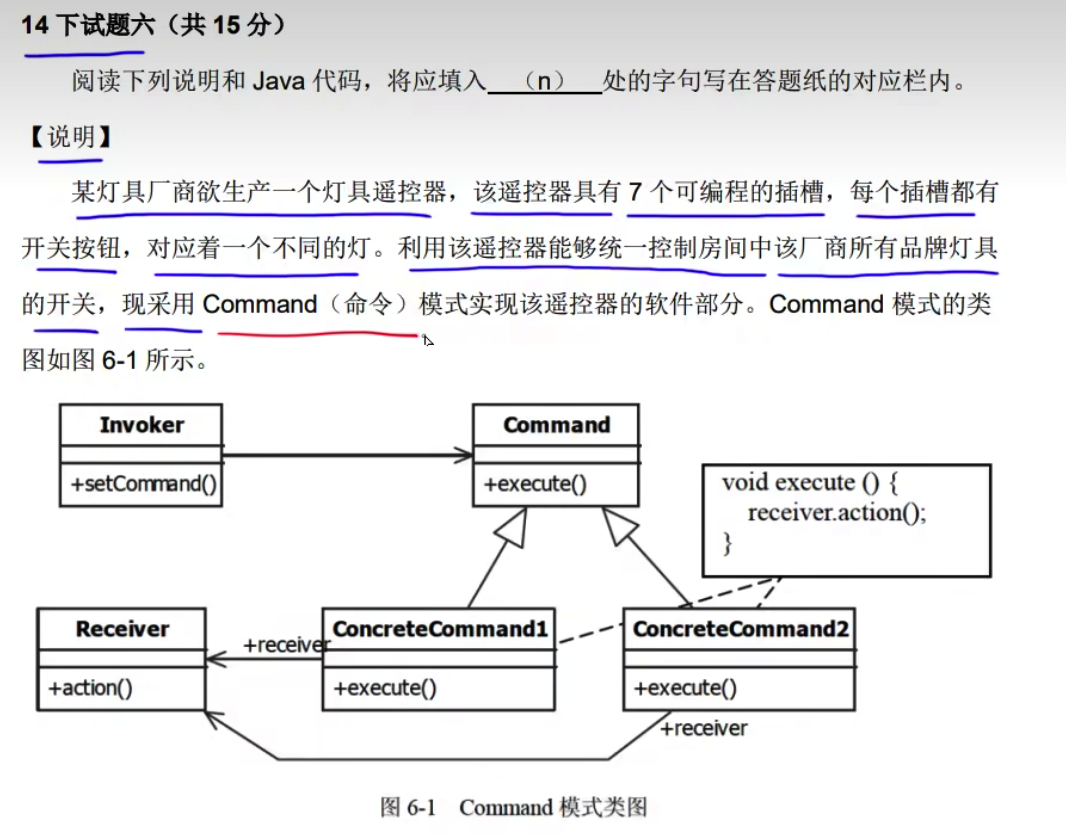 14 下试题六（共 15 分）
阅读下列说明和 Java 代码，将应填入 （n） 处的字句写在答题纸的对应栏内。
【说明】
某灯具厂商欲生产一个灯具遥控器，该遥控器具有 7 个可编程的插槽，每个插槽都有
开关按钮，对应着一个不同的灯。利用该遥控器能够统一控制房间中该厂商所有品牌灯具
的开关，现采用 Command（命令）模式实现该遥控器的软件部分。Command 模式的类
图如图 6-1 所示。
Invoker
+setCommand()
Command
+execute()
void execute () {
receiver.action();
}
Receiver
+action()
+receiver
ConcreteCommand1
+execute()
ConcreteCommand2
+execute()
+receiver
图 6-1 Command 模式类图